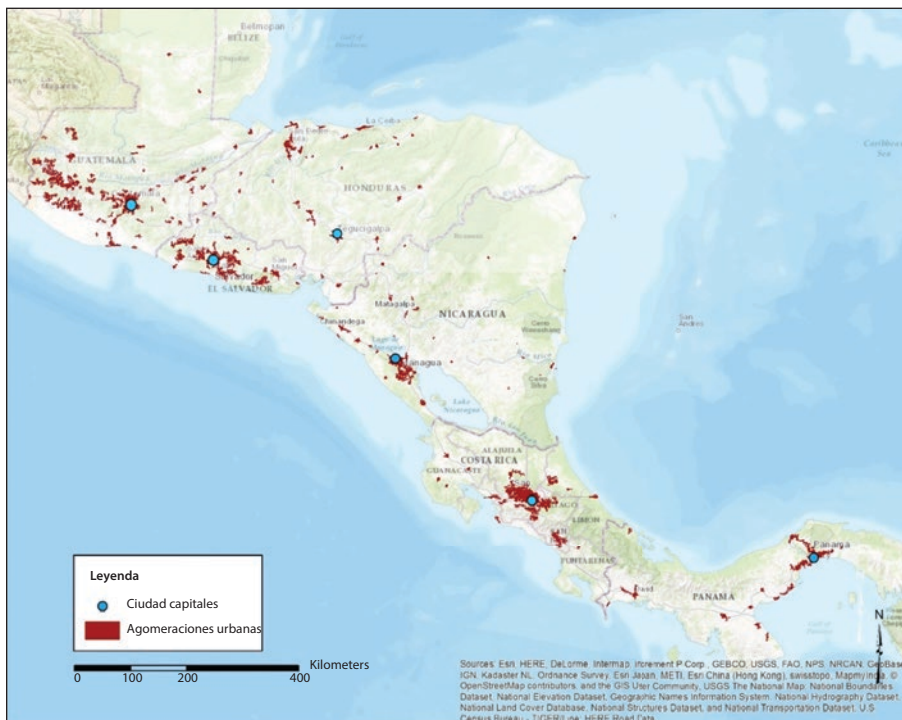 Belmopan
BELIZE
La Ceiba
GUATEMALA
HONDURAS
Tegucigalpa
San
Miguel
EL SALVADOR
Matagalpa
Chinandega
NICARAGUA
San
Andres
Managua
Lake
Nicaragua
ALAJUELA
COSTA RICA
GUANACASTE
LIMON
PUNTARENAS
Panama
PANAMA
N
Caribbean
Sea
Leyenda
Ciudad capitales
Agomeraciones urbanas
Kilometers
0 100 200 400
Sources: Esri, HERE, DeLorme, Intermap, increment P Corp., GEBCO, USGS, FAO, NPS, NRCAN, GeoBase,
IGN, Kadaster NL, Ordnance Survey, Esri Japan, METI, Esri China (Hong Kong), swisstopo, MapmyIndia, ©
OpenStreetMap contributors, and the GIS User Community, USGS The National Map: National Boundaries
Dataset, National Elevation Dataset, Geographic Names Information System, National Hydrography Dataset,
National Land Cover Database, National Structures Dataset, and National Transportation Dataset, U.S.
Census Bureau - TIGER/Line; HERE Road Data